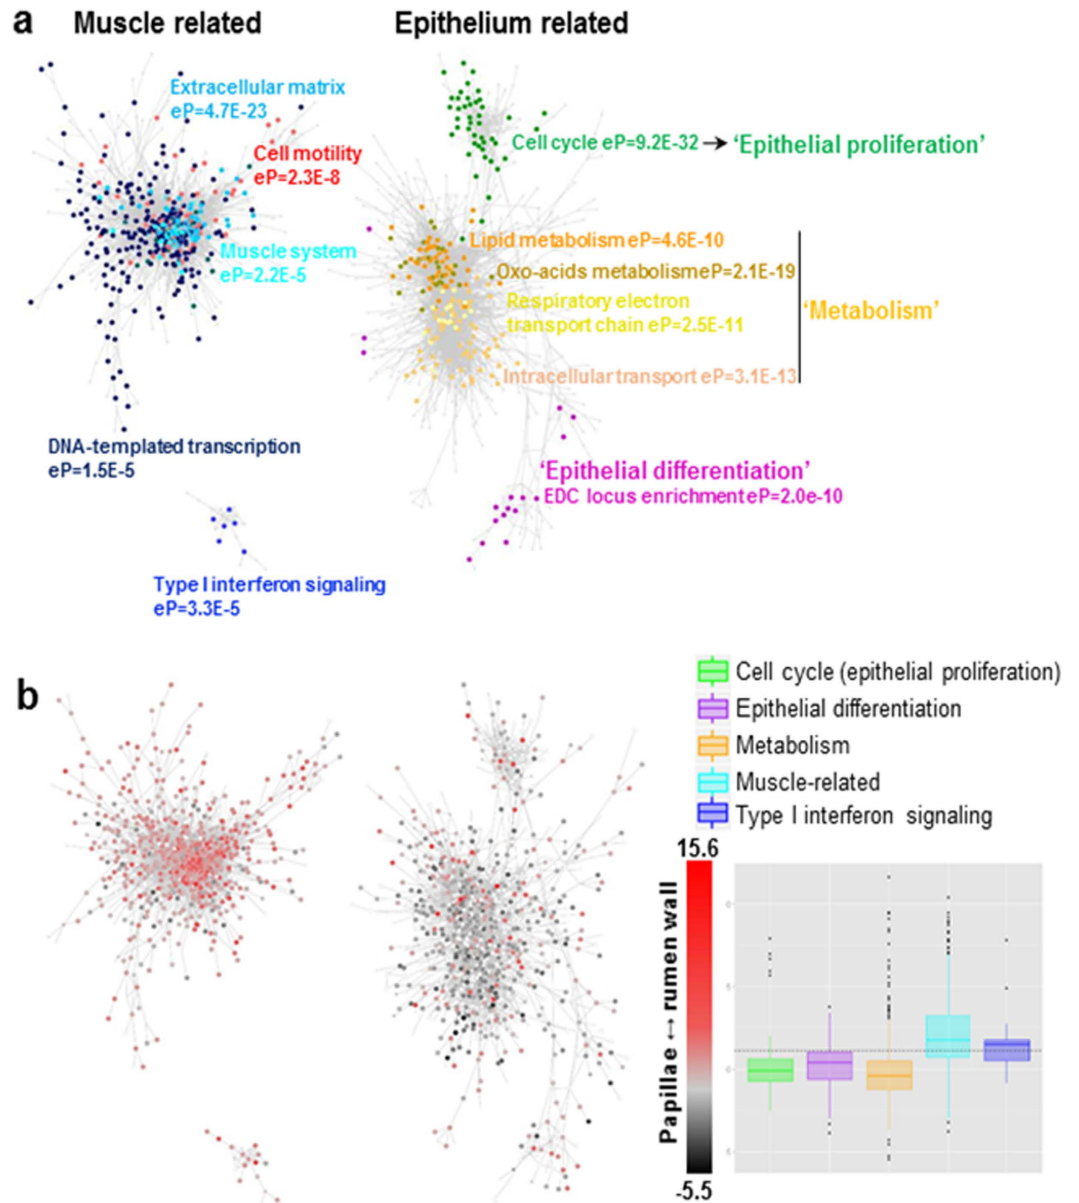 a
Muscle related
Epithelium related
Extracellular matrix
eP=4.7E-23
Cell motility
eP=2.3E-8
Cell cycle eP=9.2E-32 → 'Epithelial proliferation'
Muscle system
eP=2.2E-5
Lipid metabolism eP=4.6E-10
Oxo-acids metabolism eP=2.1E-19
Respiratory electron
transport chain eP=2.5E-11
'Metabolism'
Intracellular transport eP=3.1E-13
DNA-templated transcription
eP=1.5E-5
'Epithelial differentiation'
EDC locus enrichment eP=2.0e-10
Type I interferon signaling
eP=3.3E-5
b
Cell cycle (epithelial proliferation)
Epithelial differentiation
Metabolism
Muscle-related
Type I interferon signaling
15.6
Papillae ↔ rumen wall
-5.5